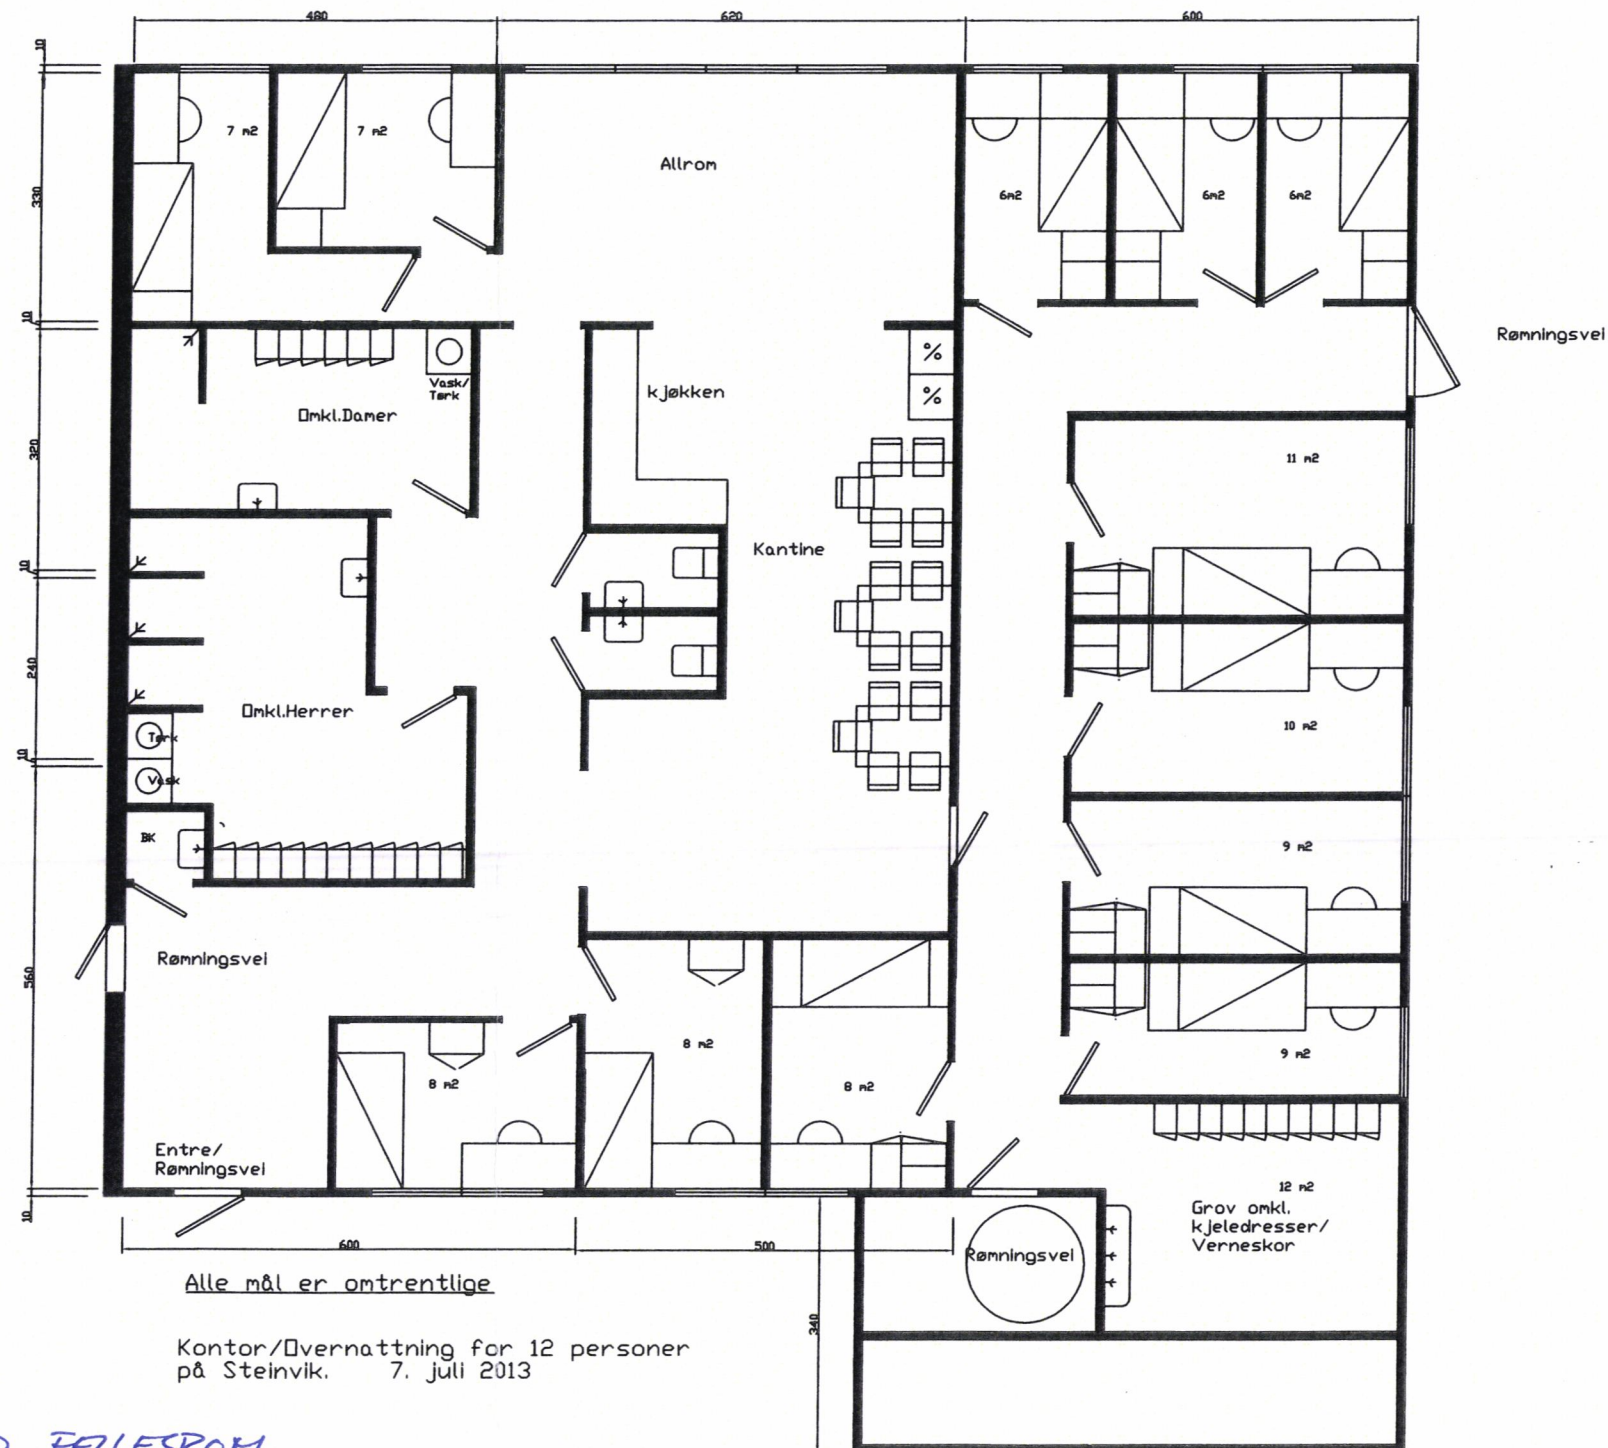 480
620
600
10
7 m2
7 m2
Allrom
6m2
6m2
6m2
330
10
Rømningsvei
Vask/
Tørk
%
kjøkken
%
Omkl.Damer
320
11 m2
Kantine
10
240
Omkl.Herrer
10 m2
Tørk
10
Vask
BK
9 m2
Rømningsvei
560
8 m2
9 m2
8 m2
8 m2
Entre/
Rømningsvei
12 m2
10
Grov omkl.
kjeledresser/
Verneskor
600
500
Rømningsvei
Alle mål er omtrentlige
340
Kontor/Overnattning for 12 personer
på Steinvik. 7. juli 2013
FELLESROM